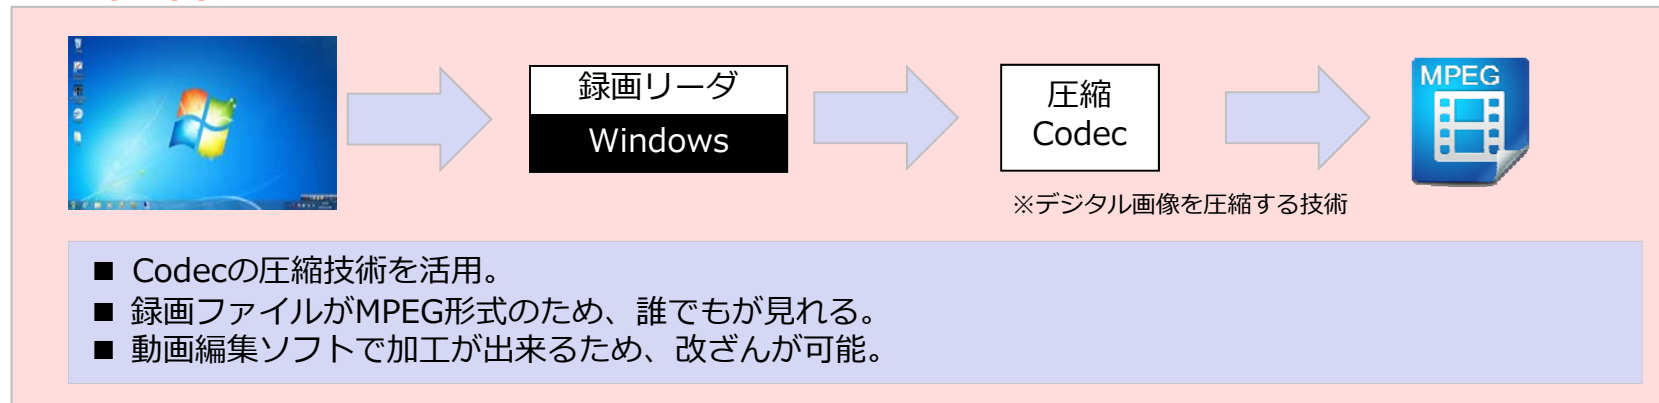 録画リーダ
Windows
圧縮
Codec
MPEG
※デジタル画像を圧縮する技術
■ Codecの圧縮技術を活用。
■ 録画ファイルがMPEG形式のため、誰でもが見れる。
■ 動画編集ソフトで加工が出来るため、改ざんが可能。